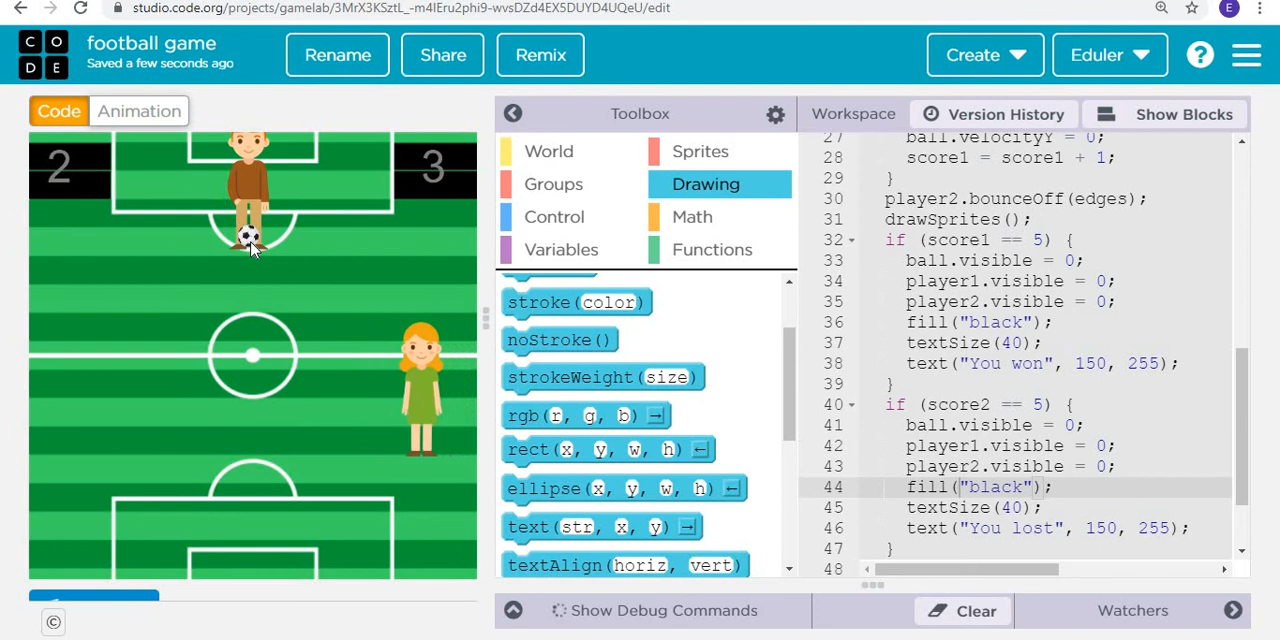 studio.code.org/projects/gamelab/3MrX3KSztL_-m4lEru2phi9-wvsDZd4EX5DUYD4UQeU/edit
E
C O
D E
football game
Saved a few seconds ago
Rename
Share
Remix
Create
Eduler
?
Code
Animation
2
3
©
Toolbox
World
Sprites
Groups
Drawing
Control
Math
Variables
Functions
stroke(color)
noStroke()
strokeWeight(size)
rgb(r, g, b) →
rect(x, y, w, h) ←
ellipse(x, y, w, h) ←
text(str, x, y) →
textAlign(horiz, vert)
Workspace
Version History
Show Blocks
27 ball.velocityY = 0;
28 score1 = score1 + 1;
29 }
30 player2.bounceOff(edges);
31 drawSprites();
32 if (score1 == 5) {
33 ball.visible = 0;
34 player1.visible = 0;
35 player2.visible = 0;
36 fill("black");
37 textSize(40);
38 text("You won", 150, 255);
39 }
40 if (score2 == 5) {
41 ball.visible = 0;
42 player1.visible = 0;
43 player2.visible = 0;
44 fill("black");
45 textSize(40);
46 text("You lost", 150, 255);
47 }
48
Show Debug Commands
Clear
Watchers